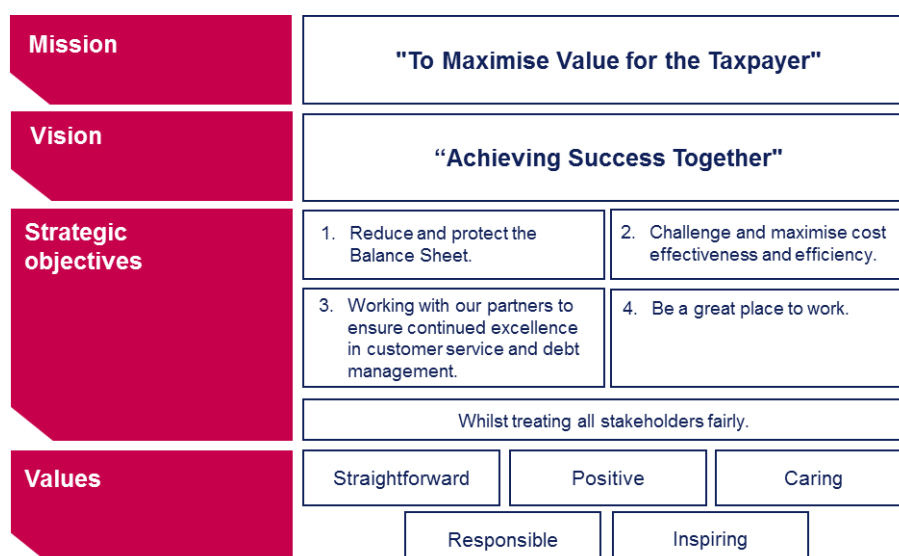 Mission
"To Maximise Value for the Taxpayer"
Vision
“Achieving Success Together"
Strategic
objectives
1. Reduce and protect the
Balance Sheet.
2. Challenge and maximise cost
effectiveness and efficiency.
3. Working with our partners to
ensure continued excellence
in customer service and debt
management.
4. Be a great place to work.
Whilst treating all stakeholders fairly.
Values
Straightforward
Positive
Caring
Responsible
Inspiring